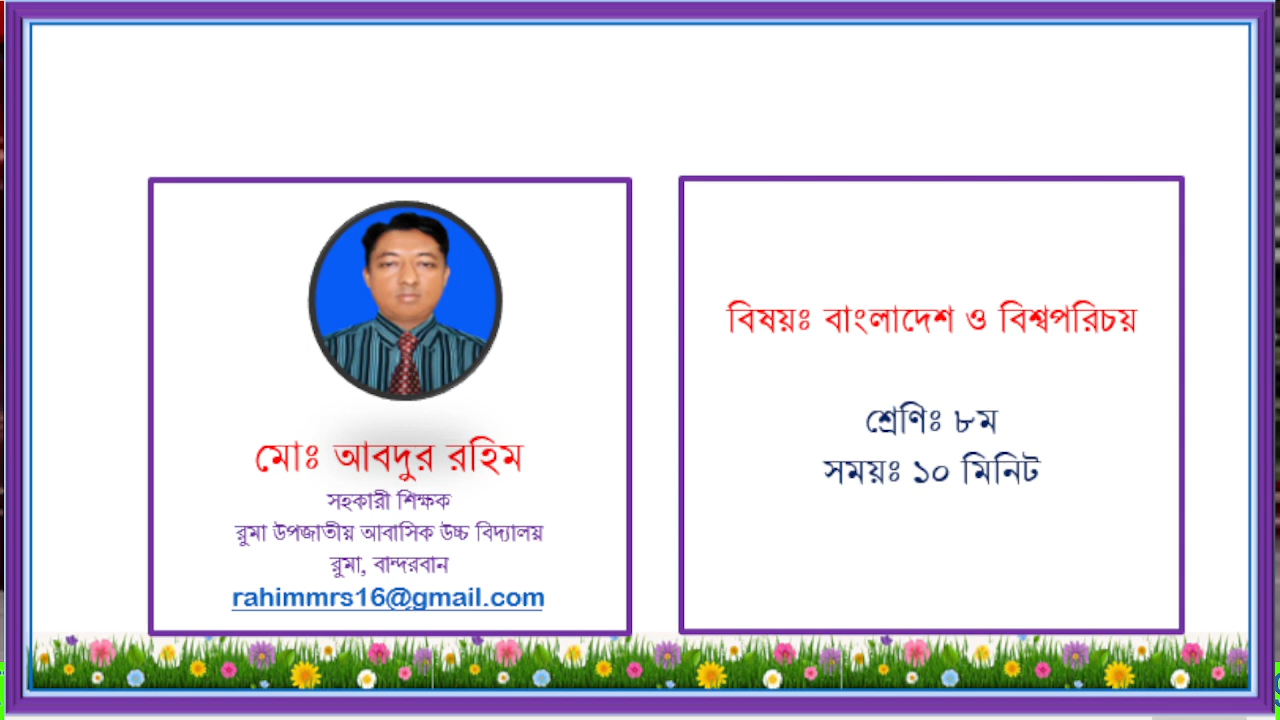 মোঃ আবদুর রহিম
সহকারী শিক্ষক
রুমা উপজাতীয় আবাসিক উচ্চ বিদ্যালয়
রুমা, বান্দরবান
rahimmrs16@gmail.com
বিষয়ঃ বাংলাদেশ ও বিশ্বপরিচয়
শ্রেণিঃ ৮ম
সময়ঃ ১০ মিনিট